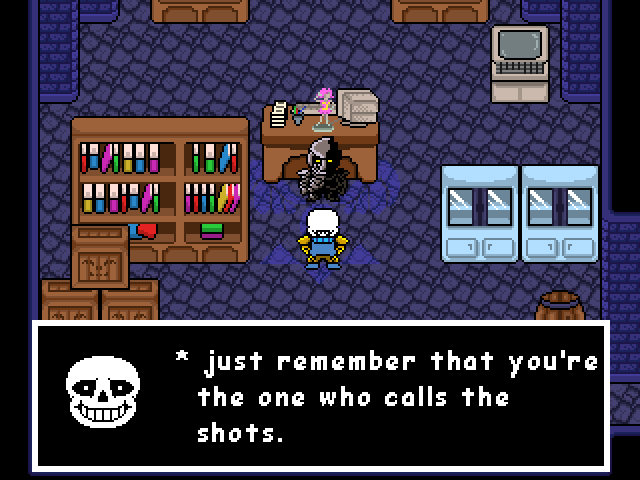 * just remember that you're
the one who calls the
shots.